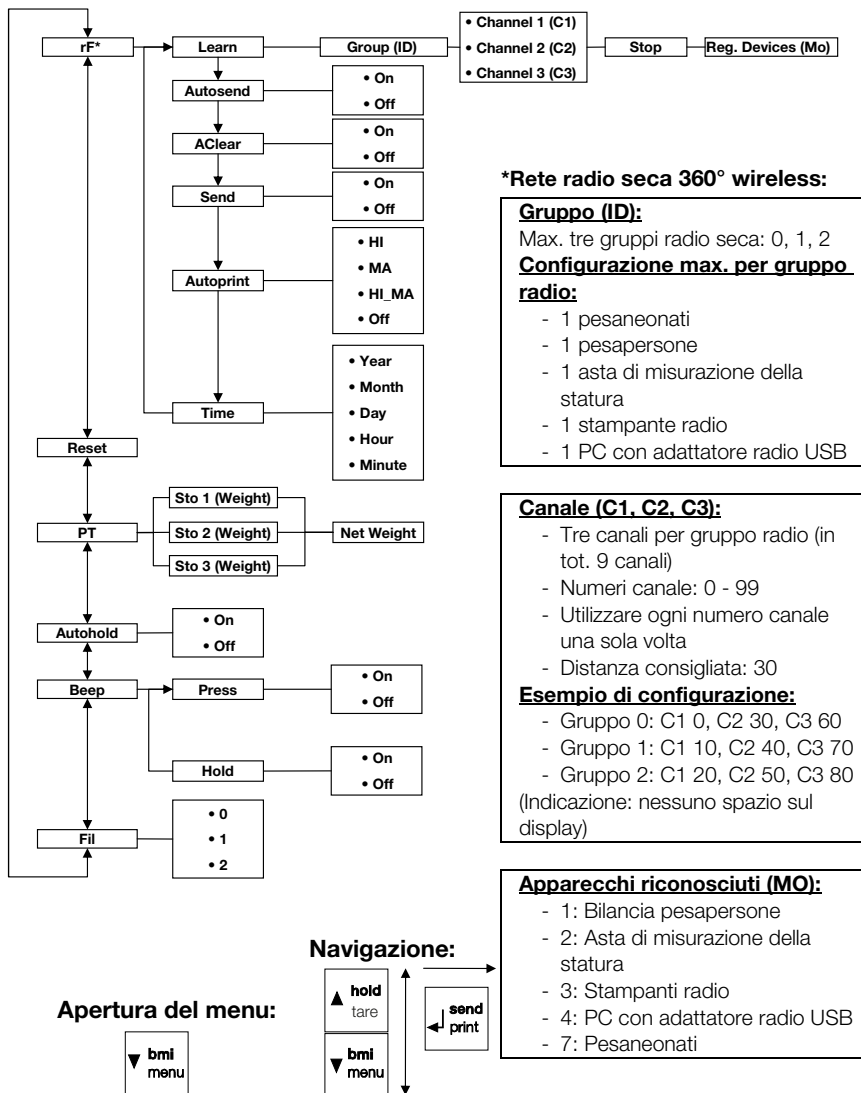 rF*
Learn
Group (ID)
• Channel 1 (C1)
• Channel 2 (C2)
• Channel 3 (C3)
Stop
Reg. Devices (Mo)
Autosend
• On
• Off
AClear
• On
• Off
Send
• On
• Off
Autoprint
• HI
• MA
• HI_MA
• Off
Time
• Year
• Month
• Day
• Hour
• Minute
Reset
PT
Sto 1 (Weight)
Sto 2 (Weight)
Sto 3 (Weight)
Net Weight
Autohold
• On
• Off
Beep
Press
• On
• Off
Hold
• On
• Off
Fil
• 0
• 1
• 2
*Rete radio seca 360° wireless:
Gruppo (ID):
Max. tre gruppi radio seca: 0, 1, 2
Configurazione max. per gruppo
radio:
- 1 pesaneonati
- 1 pesapersone
- 1 asta di misurazione della
statura
- 1 stampante radio
- 1 PC con adattatore radio USB
Canale (C1, C2, C3):
- Tre canali per gruppo radio (in
tot. 9 canali)
- Numeri canale: 0 - 99
- Utilizzare ogni numero canale
una sola volta
- Distanza consigliata: 30
Esempio di configurazione:
- Gruppo 0: C1 0, C2 30, C3 60
- Gruppo 1: C1 10, C2 40, C3 70
- Gruppo 2: C1 20, C2 50, C3 80
(Indicazione: nessuno spazio sul
display)
Apparecchi riconosciuti (MO):
- 1: Bilancia pesapersone
- 2: Asta di misurazione della
statura
- 3: Stampanti radio
- 4: PC con adattatore radio USB
- 7: Pesaneonati
Apertura del menu:
bmi
menu
Navigazione:
hold
tare
bmi
menu
send
print